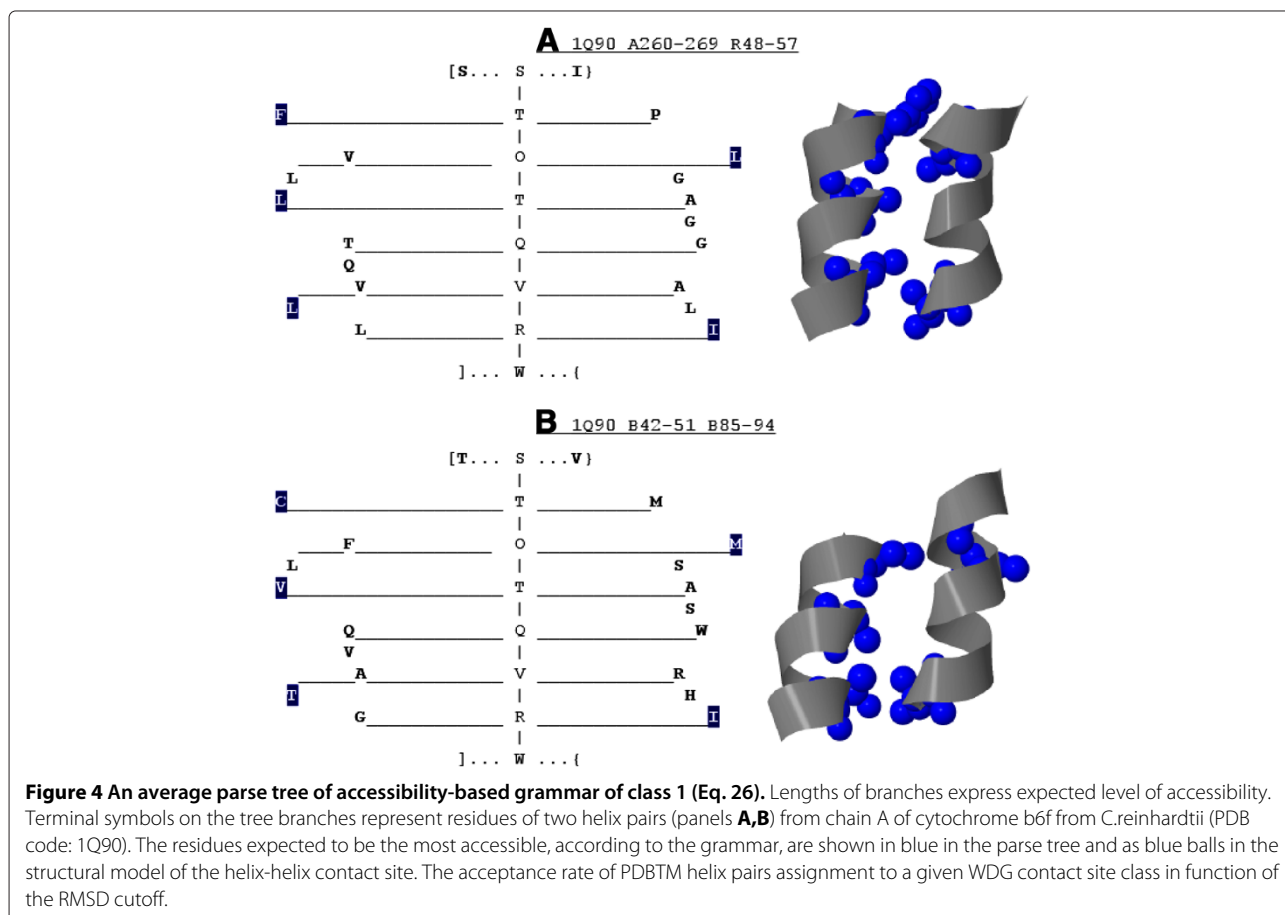 A 1Q90 A260-269 R48-57
[S... S ...I}
|
F T P
|
V O L
L | G
L T A
| G
T Q G
Q |
V V A
L | L
L R I
|
]... W ...{
B 1Q90 B42-51 B85-94
[T... S ...V}
|
C T M
|
F O M
L | S
V T A
| S
Q Q W
V |
A V R
T | H
G R I
|
]... W ...{
Figure 4 An average parse tree of accessibility-based grammar of class 1 (Eq. 26). Lengths of branches express expected level of accessibility.
Terminal symbols on the tree branches represent residues of two helix pairs (panels A,B) from chain A of cytochrome b6f from C.reinhardtii (PDB
code: 1Q90). The residues expected to be the most accessible, according to the grammar, are shown in blue in the parse tree and as blue balls in the
structural model of the helix-helix contact site. The acceptance rate of PDBTM helix pairs assignment to a given WDG contact site class in function of
the RMSD cutoff.